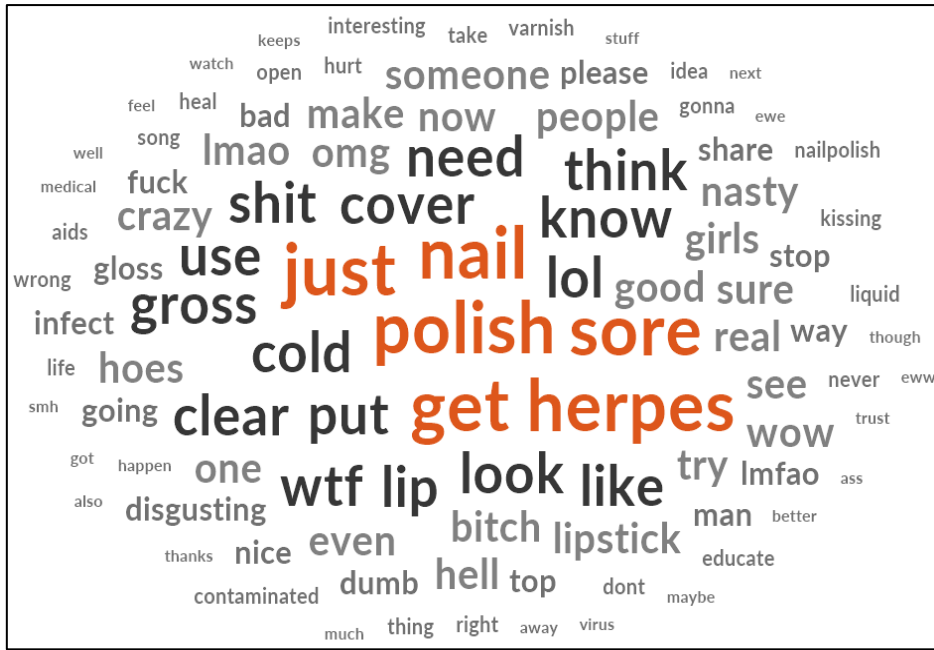 keeps interesting take varnish stuff
watch open hurt someone please idea next
feel heal bad make now people gonna ewe
well song lmao omg need think share nailpolish
medical fuck shit cover know nasty kissing
aids crazy use just nail girls stop
wrong gloss gross lol good sure liquid
infect cold polish sore real way though
life hoes see never eww
smh going clear put get herpes wow trust
got happen one wtf lip look like try lmfao ass
also disgusting bitch lipstick man better
thanks nice even hell top educate
contaminated dumb dont maybe
much thing right away virus